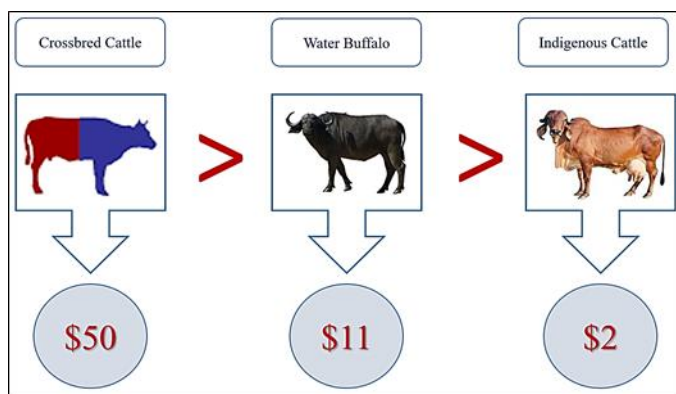 Crossbred Cattle
Water Buffalo
Indigenous Cattle
>
>
$50
$11
$2